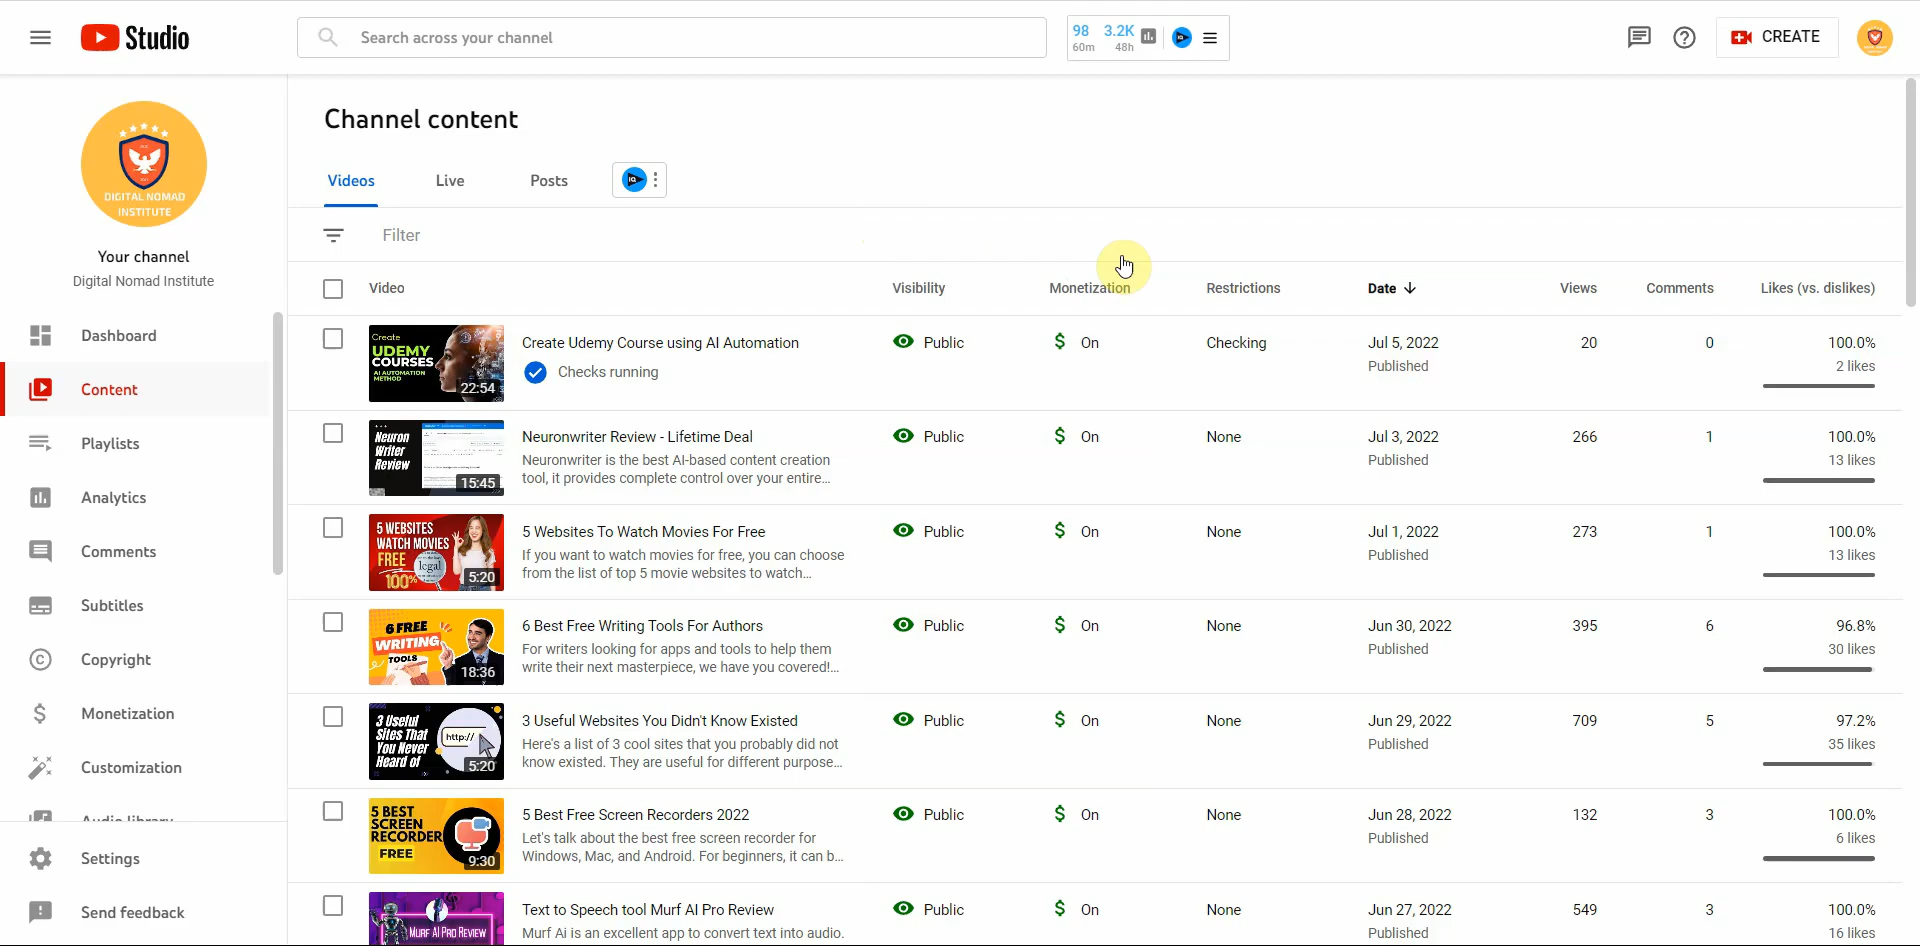 Studio
Search across your channel
98 3.2K
60m 48h
IQ
CREATE
DIGITAL NOMAD
INSTITUTE
Your channel
Digital Nomad Institute
Dashboard
Content
Playlists
Analytics
Comments
Subtitles
Copyright
Monetization
Customization
Audio library
Settings
Send feedback
Channel content
Videos Live Posts IQ
Filter
Video Visibility Monetization Restrictions Date Views Comments Likes (vs. dislikes)
Create
UDEMY
COURSES
AI AUTOMATION
METHOD
22:54
Create Udemy Course using AI Automation
Checks running
Public $ On Checking Jul 5, 2022 20 0 100.0%
Published 2 likes
Neuron
Writer
Review
15:45
Neuronwriter Review - Lifetime Deal
Neuronwriter is the best AI-based content creation
tool, it provides complete control over your entire...
Public $ On None Jul 3, 2022 266 1 100.0%
Published 13 likes
5 WEBSITES
WATCH MOVIES
FREE
legal
100%
5:20
5 Websites To Watch Movies For Free
If you want to watch movies for free, you can choose
from the list of top 5 movie websites to watch...
Public $ On None Jul 1, 2022 273 1 100.0%
Published 13 likes
6 FREE
WRITING
TOOLS
18:36
6 Best Free Writing Tools For Authors
For writers looking for apps and tools to help them
write their next masterpiece, we have you covered!...
Public $ On None Jun 30, 2022 395 6 96.8%
Published 30 likes
3 Useful
Sites That
You Never
Heard of
http://
5:20
3 Useful Websites You Didn't Know Existed
Here's a list of 3 cool sites that you probably did not
know existed. They are useful for different purpose...
Public $ On None Jun 29, 2022 709 5 97.2%
Published 35 likes
5 BEST
SCREEN
RECORDER
FREE
9:30
5 Best Free Screen Recorders 2022
Let's talk about the best free screen recorder for
Windows, Mac, and Android. For beginners, it can b...
Public $ On None Jun 28, 2022 132 3 100.0%
Published 6 likes
MURF AI PRO REVIEW
Text to Speech tool Murf AI Pro Review
Murf Ai is an excellent app to convert text into audio.
Public $ On None Jun 27, 2022 549 3 100.0%
Published 16 likes